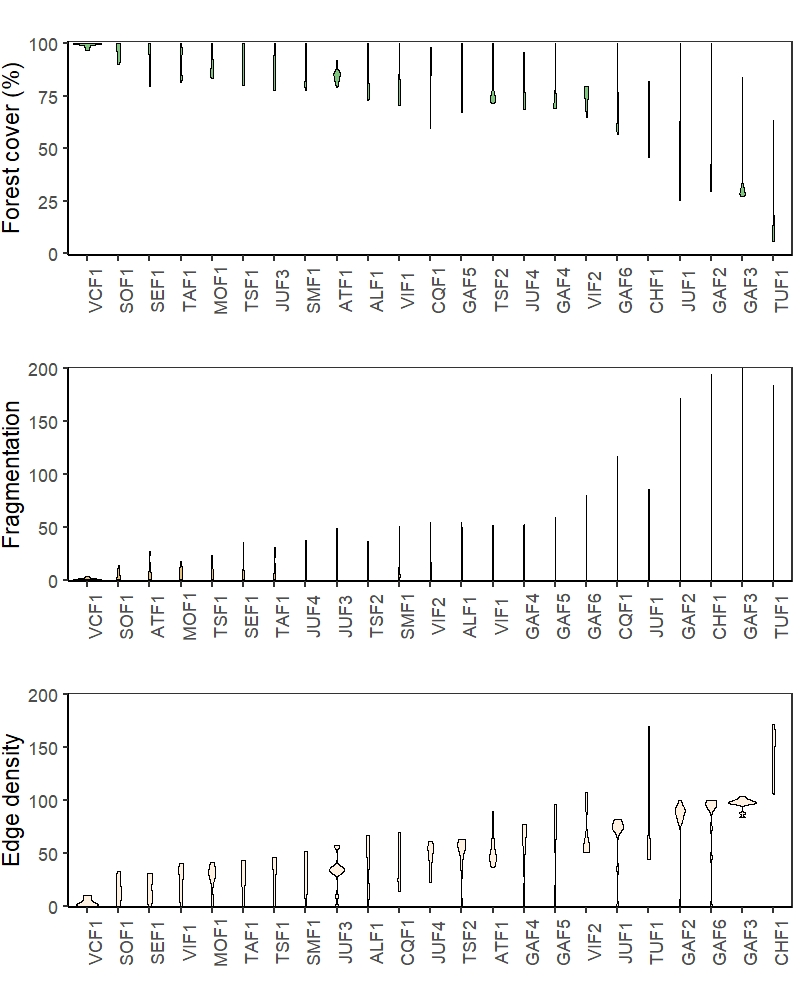 Forest cover (%)
100
75
50
25
0
VCF1 SOF1 SEF1 TAF1 MOF1 TSF1 JUF3 SMF1 ATF1 ALF1 VIF1 CQF1 GAF5 TSF2 JUF4 GAF4 VIF2 GAF6 CHF1 JUF1 GAF2 GAF3 TUF1
Fragmentation
200
150
100
50
0
VCF1 SOF1 ATF1 MOF1 TSF1 SEF1 TAF1 JUF4 JUF3 TSF2 SMF1 VIF2 ALF1 VIF1 GAF4 GAF5 GAF6 CQF1 JUF1 GAF2 CHF1 GAF3 TUF1
Edge density
200
150
100
50
0
VCF1 SOF1 SEF1 VIF1 MOF1 TAF1 TSF1 SMF1 JUF3 ALF1 CQF1 JUF4 TSF2 ATF1 GAF4 GAF5 VIF2 JUF1 TUF1 GAF2 GAF6 GAF3 CHF1